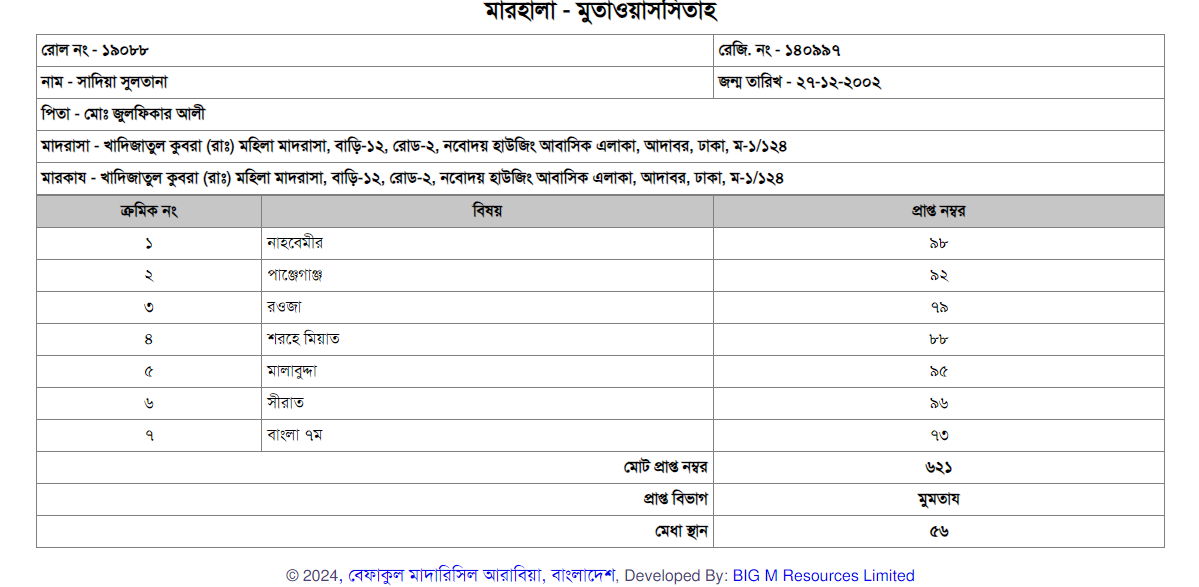 মারহালা - মুতাওয়াসসিতাহ
রোল নং - ১৯০৮৮ রেজি. নং - ১৪০৯৯৭
নাম - সাদিয়া সুলতানা জন্ম তারিখ - ২৭-১২-২০০২
পিতা - মোঃ জুলফিকার আলী
মাদরাসা - খাদিজাতুল কুবরা (রাঃ) মহিলা মাদরাসা, বাড়ি-১২, রোড-২, নবোদয় হাউজিং আবাসিক এলাকা, আদাবর, ঢাকা, ম-১/১২৪
মারকায - খাদিজাতুল কুবরা (রাঃ) মহিলা মাদরাসা, বাড়ি-১২, রোড-২, নবোদয় হাউজিং আবাসিক এলাকা, আদাবর, ঢাকা, ম-১/১২৪
ক্রমিক নং বিষয় প্রাপ্ত নম্বর
১ নাহবেমীর ৯৮
২ পাঞ্জেগাঞ্জ ৯২
৩ রওজা ৭৯
৪ শরহে মিয়াত ৮৮
৫ মালাবুদ্দা ৯৫
৬ সীরাত ৯৬
৭ বাংলা ৭ম ৭৩
মোট প্রাপ্ত নম্বর ৬২১
প্রাপ্ত বিভাগ মুমতায
মেধা স্থান ৫৬
© 2024, বেফাকুল মাদারিসিল আরাবিয়া, বাংলাদেশ, Developed By: BIG M Resources Limited